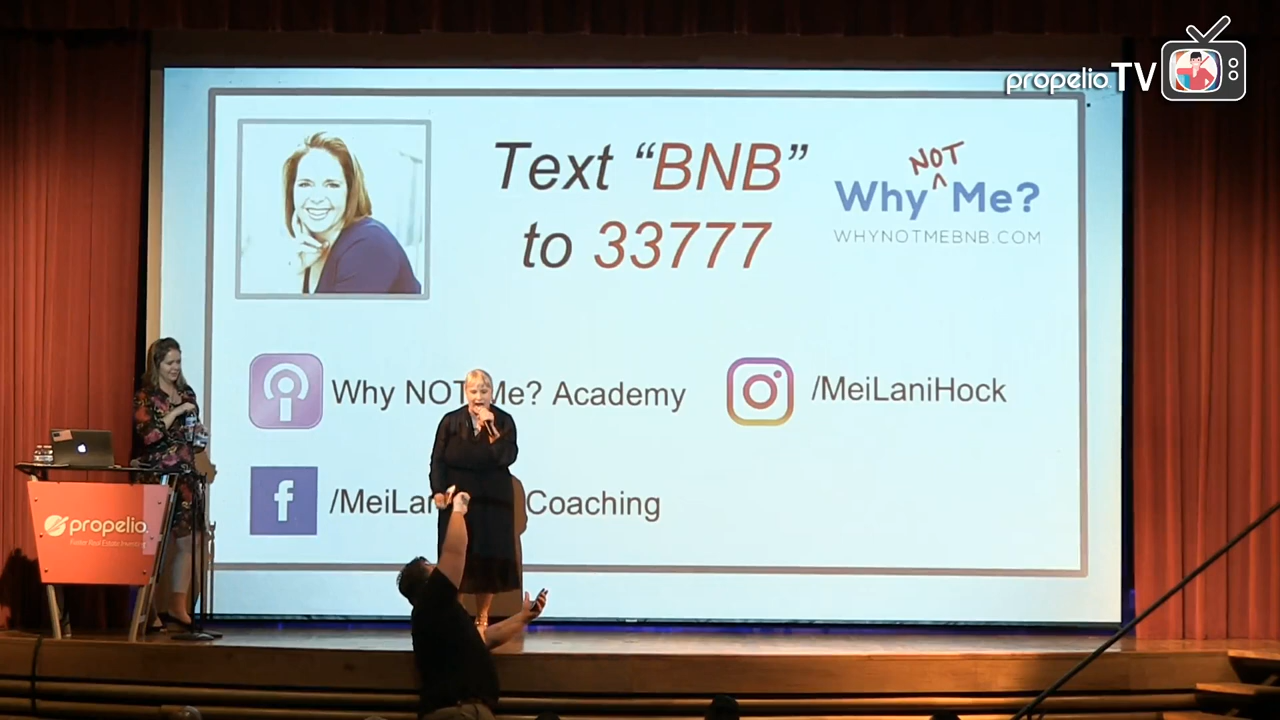 propelio TV
Text “BNB”
to 33777
NOT
Why Me?
WHYNOTMEBNB.COM
Why NOT Me? Academy
/MeiLaniHock
/MeiLan Coaching
propelio